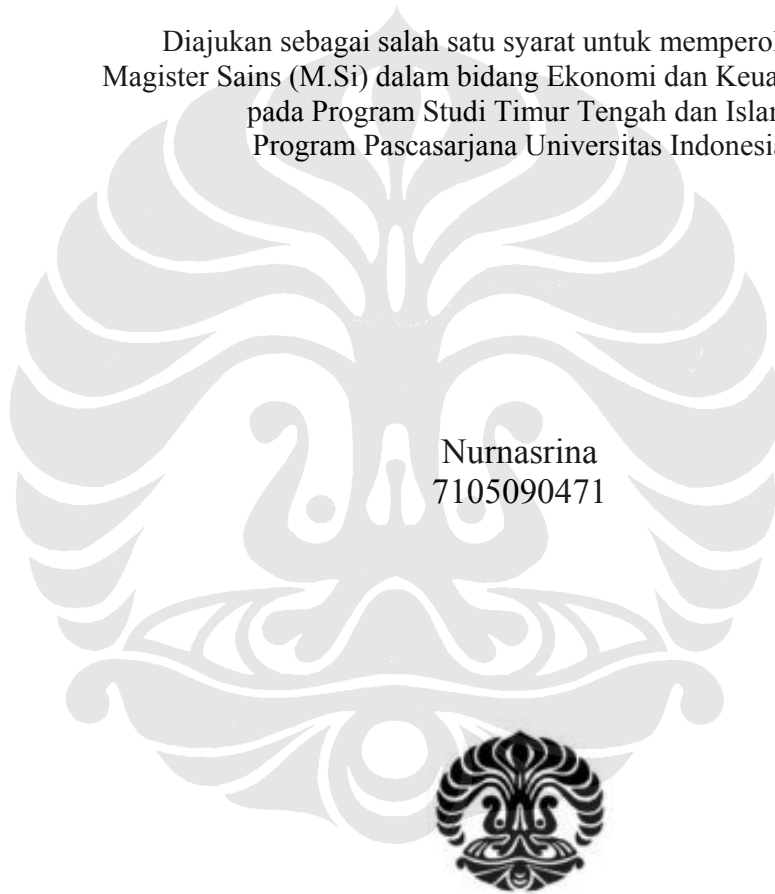 Diajukan sebagai salah satu syarat untuk memperol
Magister Sains (M.Si) dalam bidang Ekonomi dan Keua
pada Program Studi Timur Tengah dan Islam
Program Pascasarjana Universitas Indonesia
Nurnasrina
7105090471